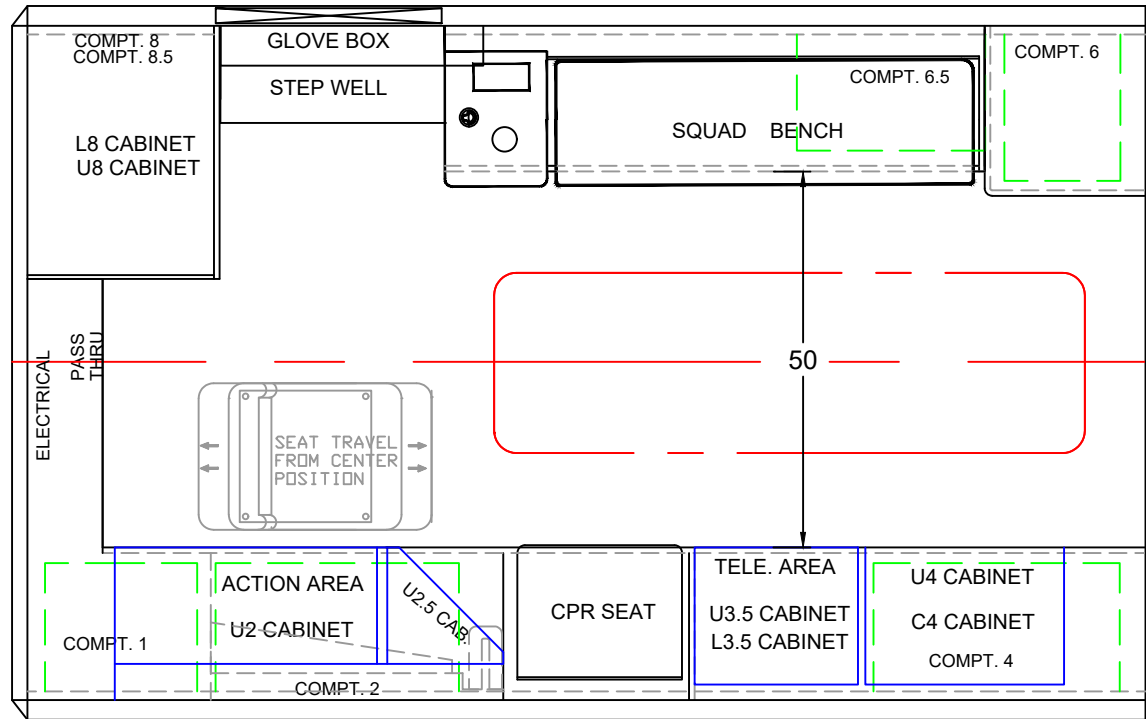 COMPT. 8
COMPT. 8.5
GLOVE BOX
STEP WELL
COMPT. 6
COMPT. 6.5
L8 CABINET
U8 CABINET
SQUAD BENCH
ELECTRICAL
PASS
THRU
50
SEAT TRAVEL
FROM CENTER
POSITION
ACTION AREA
U2 CABINET
U2.5 CAB.
COMPT. 1
COMPT. 2
CPR SEAT
TELE. AREA
U3.5 CABINET
L3.5 CABINET
U4 CABINET
C4 CABINET
COMPT. 4